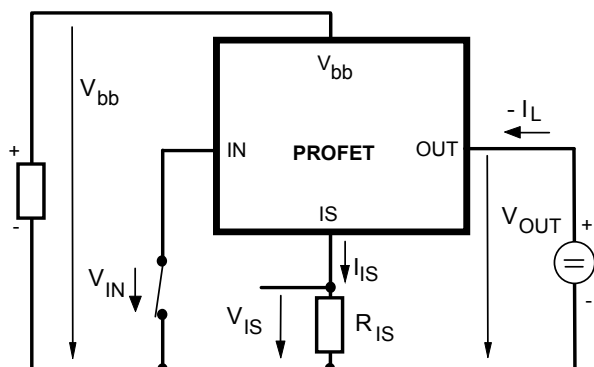 V_bb
V_bb
- I_L
IN
PROFET
OUT
+
IS
V_OUT
+
-
V_IN
I_IS
V_IS
R_IS
-